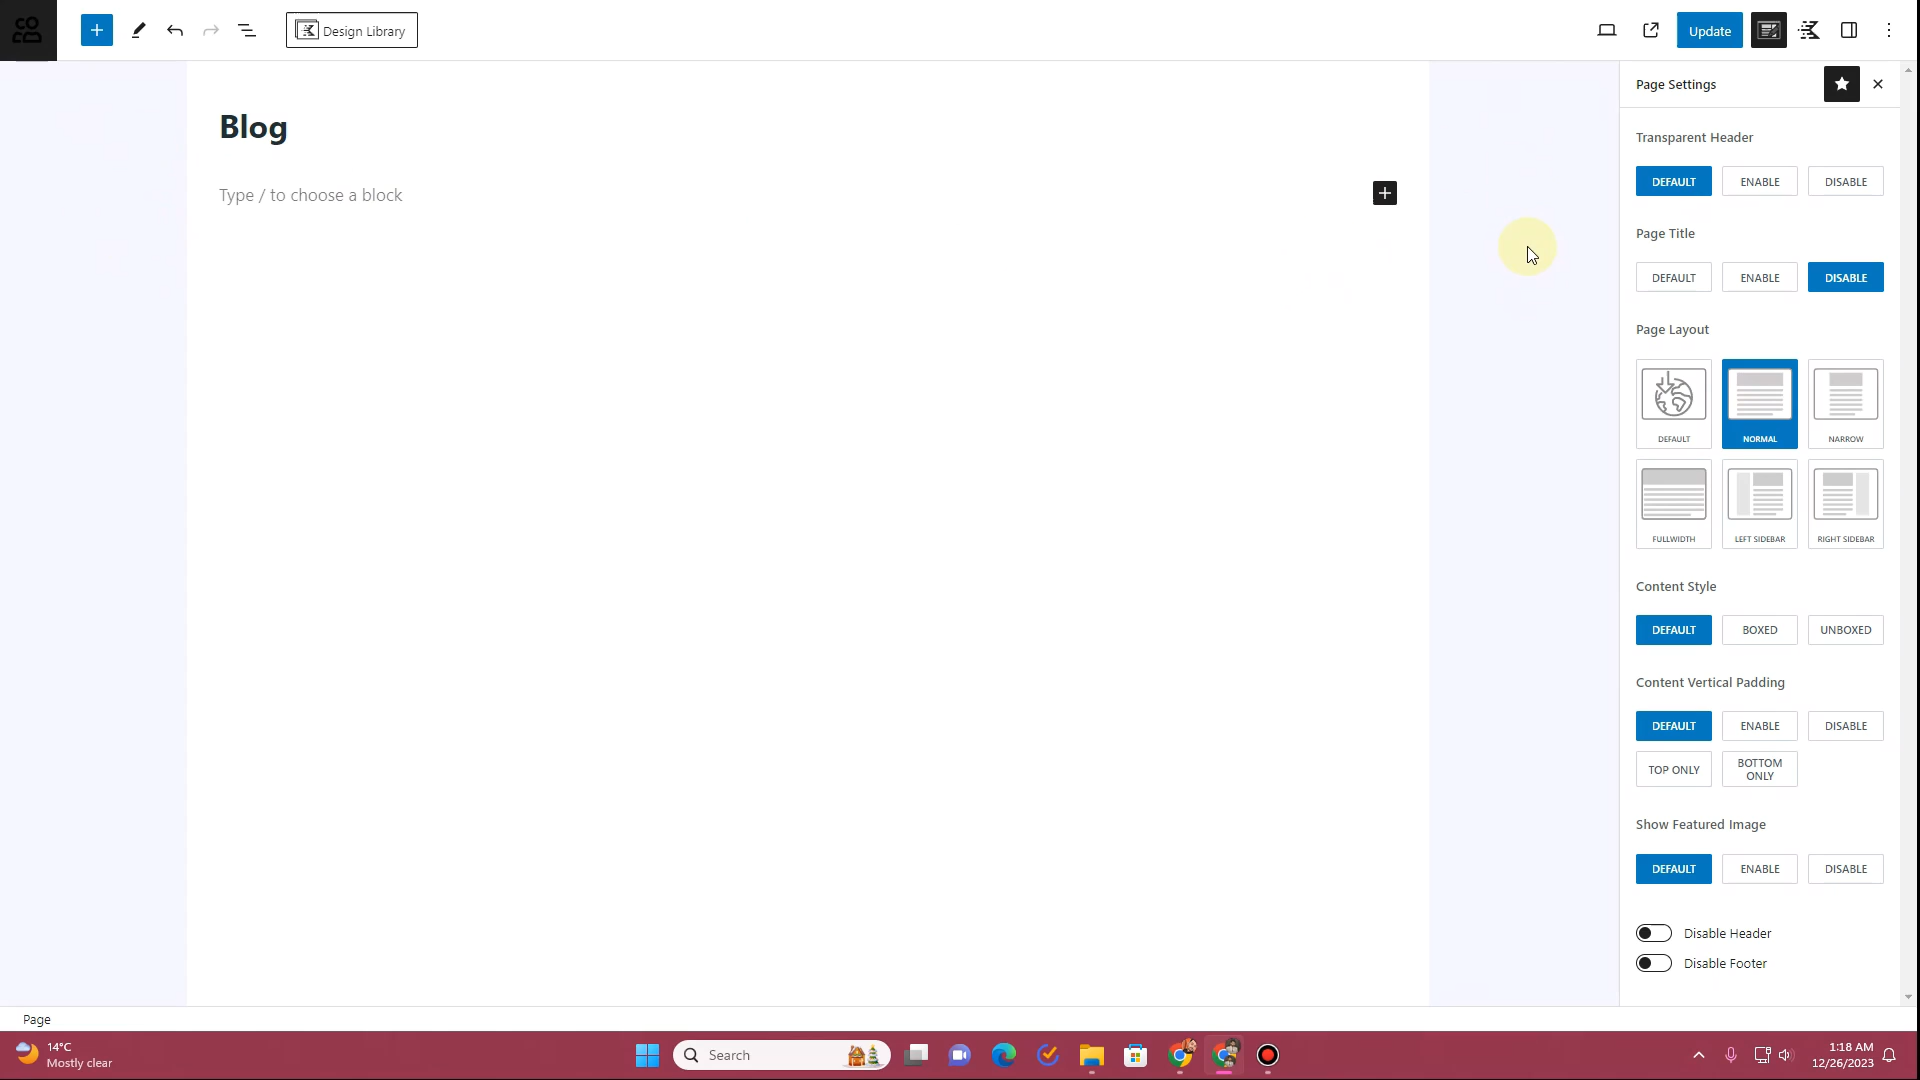 CO
Design Library
Update
Page Settings
Blog
Type / to choose a block
Transparent Header
DEFAULT ENABLE DISABLE
Page Title
DEFAULT ENABLE DISABLE
Page Layout
DEFAULT NORMAL NARROW
FULLWIDTH LEFT SIDEBAR RIGHT SIDEBAR
Content Style
DEFAULT BOXED UNBOXED
Content Vertical Padding
DEFAULT ENABLE DISABLE
TOP ONLY BOTTOM
ONLY
Show Featured Image
DEFAULT ENABLE DISABLE
Disable Header
Disable Footer
Page
14°C
Mostly clear
Search
1:18 AM
12/26/2023